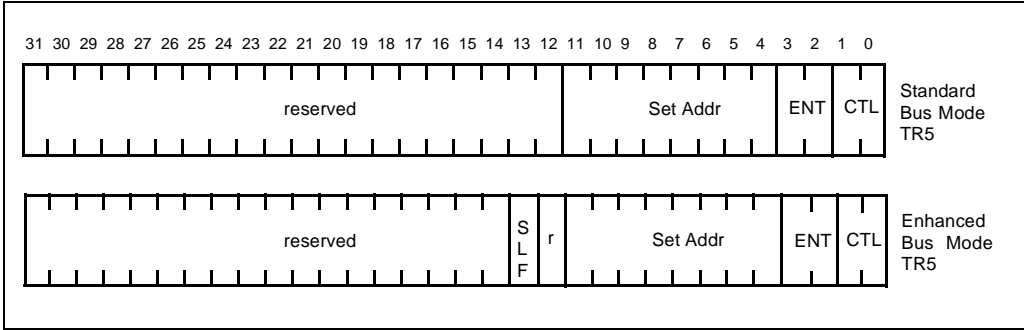 31 30 29 28 27 26 25 24 23 22 21 20 19 18 17 16 15 14 13 12 11 10 9 8 7 6 5 4 3 2 1 0
reserved Set Addr ENT CTL
Standard
Bus Mode
TR5
reserved
S
L
F
r Set Addr ENT CTL
Enhanced
Bus Mode
TR5